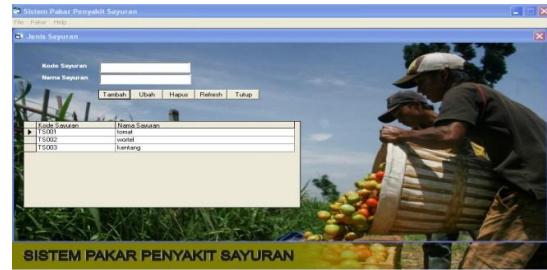 Sistem Pakar Penyakit Sayuran
File Pakar Help
Jenis Sayuran
Kode Sayuran
Nama Sayuran
Tambah Ubah Hapus Refresh Tutup
Kode Sayuran Nama Sayuran
TS001 tomat
TS002 wortel
TS003 kentang
SISTEM PAKAR PENYAKIT SAYURAN